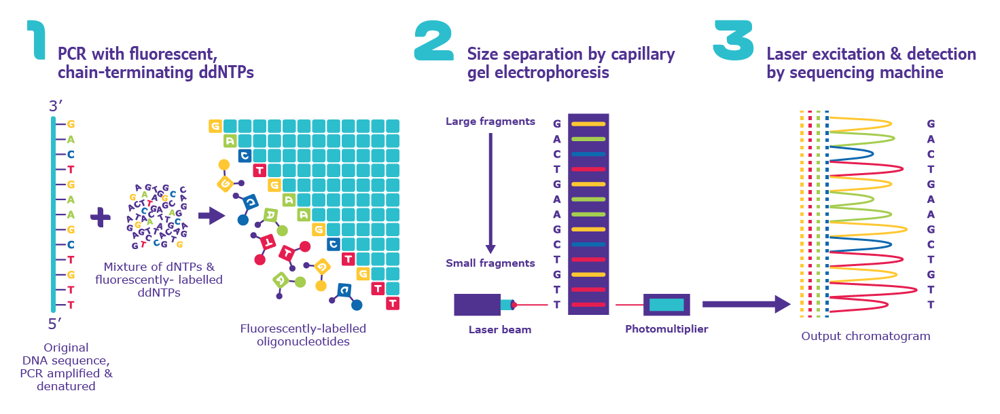 1
PCR with fluorescent,
chain-terminating ddNTPs
3′
G
A
C
T
G
A
A
G
C
T
G
T
T
5′
Original
DNA sequence,
PCR amplified &
denatured
+
Mixture of dNTPs &
fluorescently- labelled
ddNTPs
G
A
C
T
G
A
A
G
C
T
G
T
T
G
C
A
T
T
G
A
C
Fluorescently-labelled
oligonucleotides
2
Size separation by capillary
gel electrophoresis
Large fragments
Small fragments
G
A
C
T
G
A
A
G
C
T
G
T
T
Laser beam
Photomultiplier
3
Laser excitation & detection
by sequencing machine
G
A
C
T
G
A
A
G
C
T
G
T
T
Output chromatogram